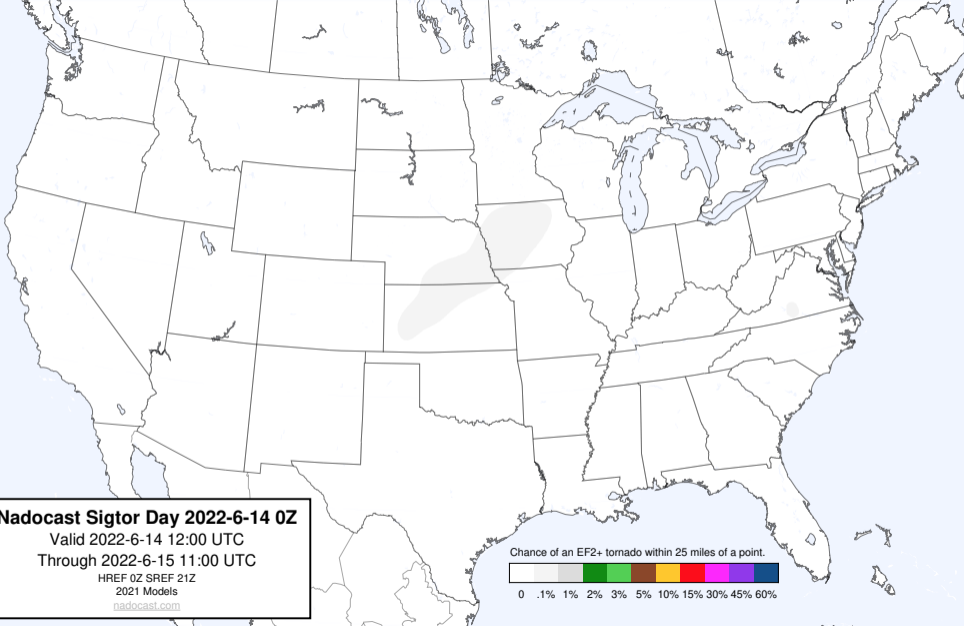 Nadocast Sigtor Day 2022-6-14 0Z
Valid 2022-6-14 12:00 UTC
Through 2022-6-15 11:00 UTC
HREF 0Z SREF 21Z
2021 Models
nadocast.com
Chance of an EF2+ tornado within 25 miles of a point.
0 .1% 1% 2% 3% 5% 10% 15% 30% 45% 60%